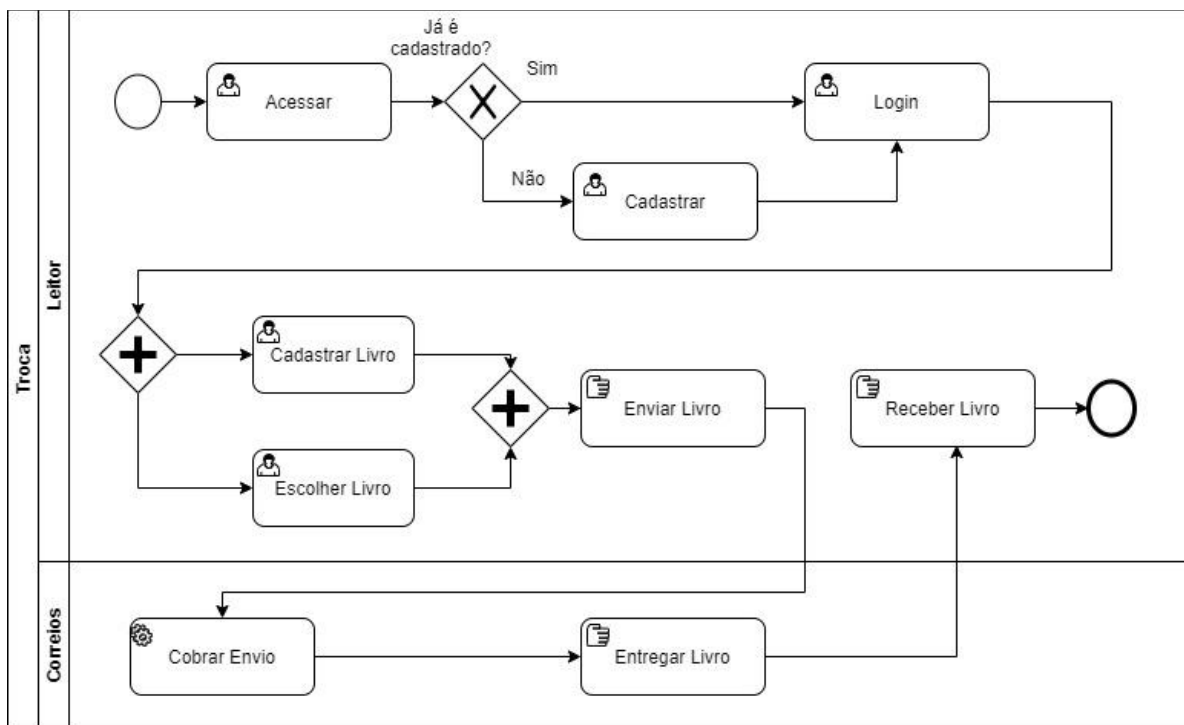 Já é
cadastrado?
Sim
Acessar
Login
Não
Cadastrar
Leitor
Troca
Cadastrar Livro
Enviar Livro
Receber Livro
Escolher Livro
Correios
Cobrar Envio
Entregar Livro